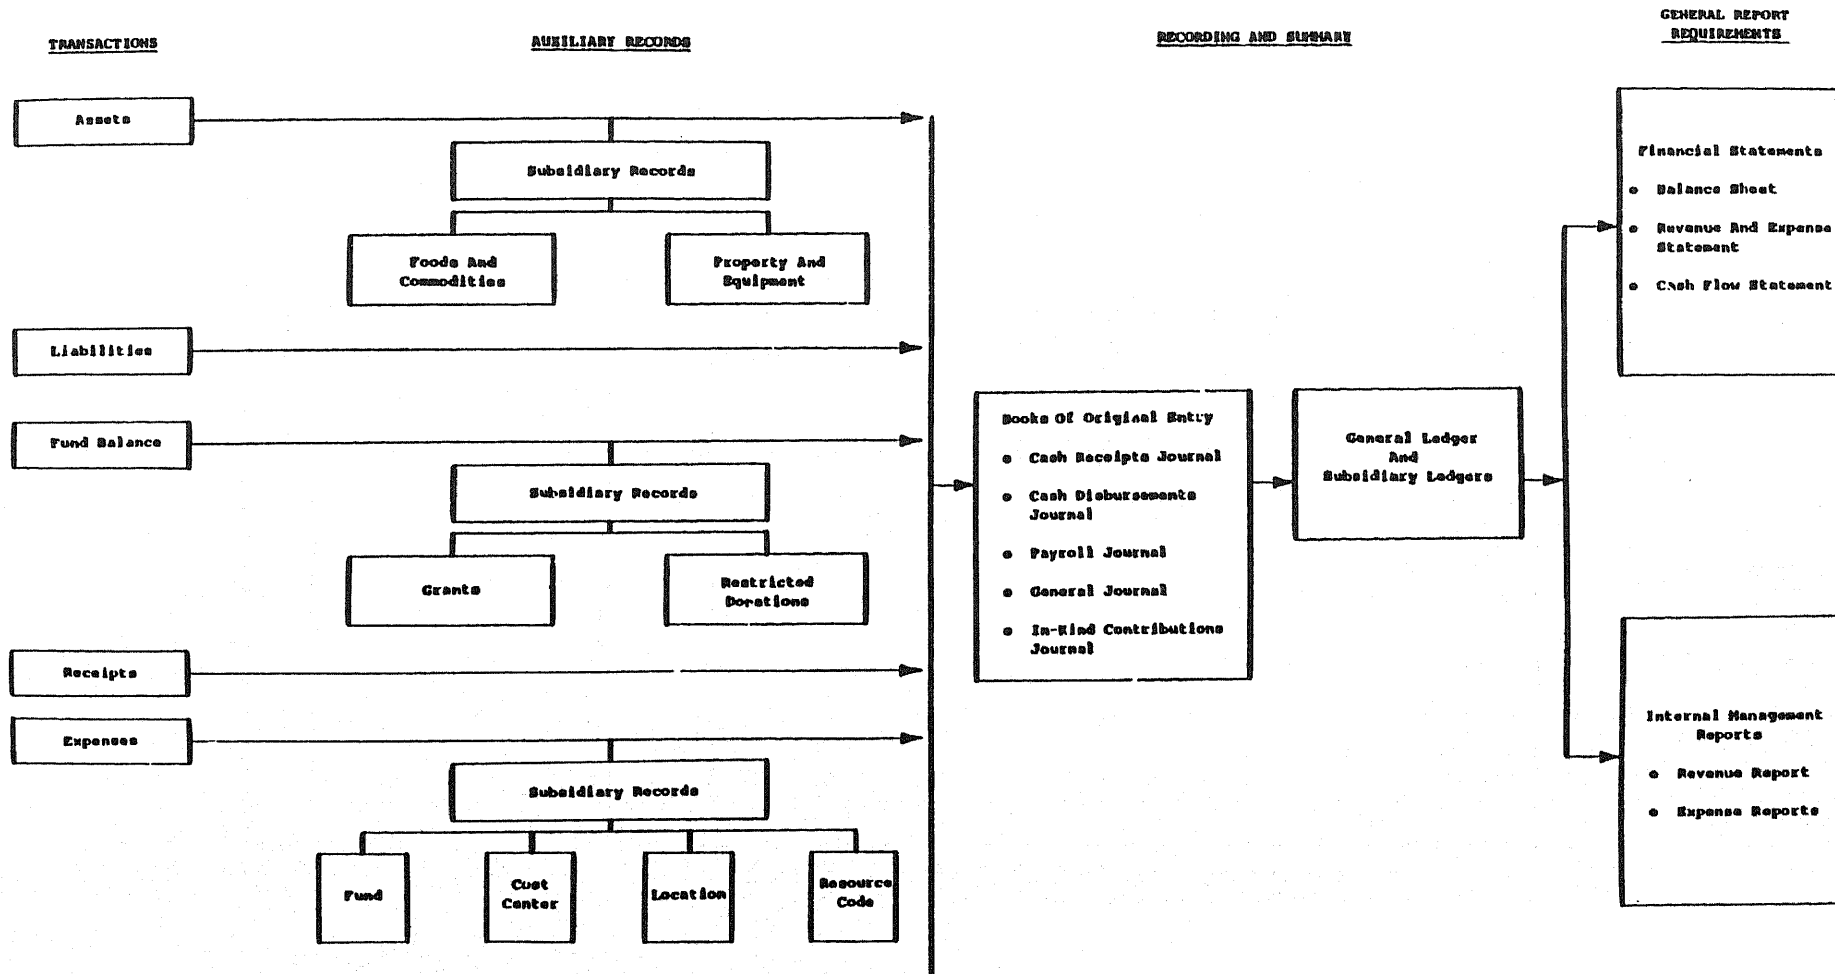 TRANSACTIONS
AUXILIARY RECORDS
RECORDING AND SUMMARY
GENERAL REPORT
REQUIREMENTS
Assets
Subsidiary Records
Foods And
Commodities
Property And
Equipment
Liabilities
Fund Balance
Subsidiary Records
Grants
Restricted
Donations
Receipts
Expenses
Subsidiary Records
Fund
Cost
Center
Location
Resource
Code
Books Of Original Entry
• Cash Receipts Journal
• Cash Disbursements
Journal
• Payroll Journal
• General Journal
• In-Kind Contributions
Journal
General Ledger
And
Subsidiary Ledgers
Financial Statements
• Balance Sheet
• Revenue And Expense
Statement
• Cash Flow Statement
Internal Management
Reports
• Revenue Report
• Expense Reports